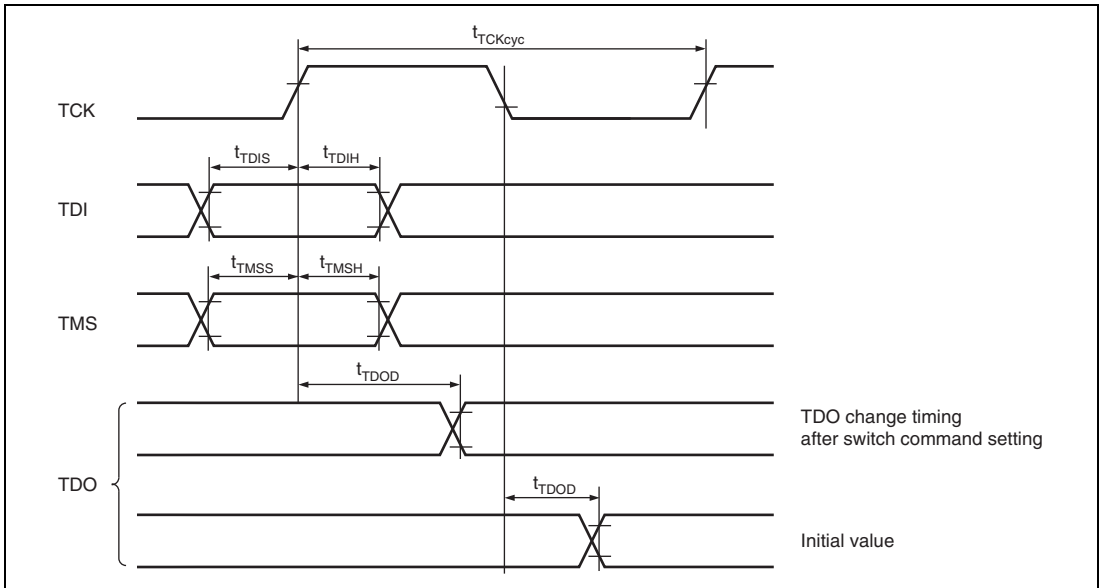 tTCKcyc
TCK
tTDIS tTDIH
TDI
tTMSS tTMSH
TMS
tTDOD
TDO change timing
after switch command setting
TDO
tTDOD
Initial value